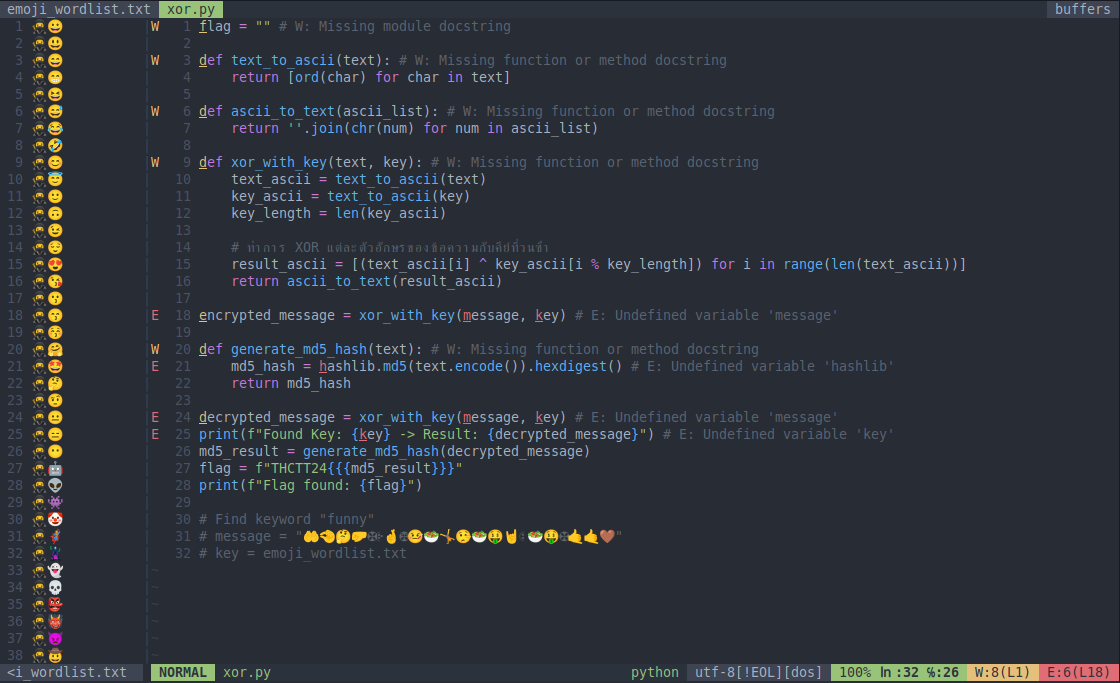 emoji_wordlist.txt xor.py buffers
1 🥷😀
2 🥷😃
3 🥷😄
4 🥷😁
5 🥷😆
6 🥷😅
7 🥷😂
8 🥷🤣
9 🥷😊
10 🥷😇
11 🥷🙂
12 🥷🙃
13 🥷😉
14 🥷😌
15 🥷😍
16 🥷😘
17 🥷😗
18 🥷😙
19 🥷😚
20 🥷🤗
21 🥷🤩
22 🥷🤔
23 🥷🤨
24 🥷😐
25 🥷😑
26 🥷😶
27 🥷🤖
28 🥷👽
29 🥷👾
30 🥷🤡
31 🥷🦸
32 🥷🦹
33 🥷👻
34 🥷💀
35 🥷👺
36 🥷👹
37 🥷😈
38 🥷🤠
W 1 flag = "" # W: Missing module docstring
2
W 3 def text_to_ascii(text): # W: Missing function or method docstring
4 return [ord(char) for char in text]
5
W 6 def ascii_to_text(ascii_list): # W: Missing function or method docstring
7 return ''.join(chr(num) for num in ascii_list)
8
W 9 def xor_with_key(text, key): # W: Missing function or method docstring
10 text_ascii = text_to_ascii(text)
11 key_ascii = text_to_ascii(key)
12 key_length = len(key_ascii)
13
14 # ทำการ XOR แต่ละตัวอักษรของข้อความกับคีย์ที่วนซ้ำ
15 result_ascii = [(text_ascii[i] ^ key_ascii[i % key_length]) for i in range(len(text_ascii))]
16 return ascii_to_text(result_ascii)
17
E 18 encrypted_message = xor_with_key(message, key) # E: Undefined variable 'message'
19
W 20 def generate_md5_hash(text): # W: Missing function or method docstring
E 21 md5_hash = hashlib.md5(text.encode()).hexdigest() # E: Undefined variable 'hashlib'
22 return md5_hash
23
E 24 decrypted_message = xor_with_key(message, key) # E: Undefined variable 'message'
E 25 print(f"Found Key: {key} -> Result: {decrypted_message}") # E: Undefined variable 'key'
26 md5_result = generate_md5_hash(decrypted_message)
27 flag = f"THCTT24{{{md5_result}}}"
28 print(f"Flag found: {flag}")
29
30 # Find keyword "funny"
31 # message = "
32 # key = emoji_wordlist.txt
<i_wordlist.txt NORMAL xor.py python utf-8[!EOL][dos] 100% ln :32 ℅:26 W:8(L1) E:6(L18)